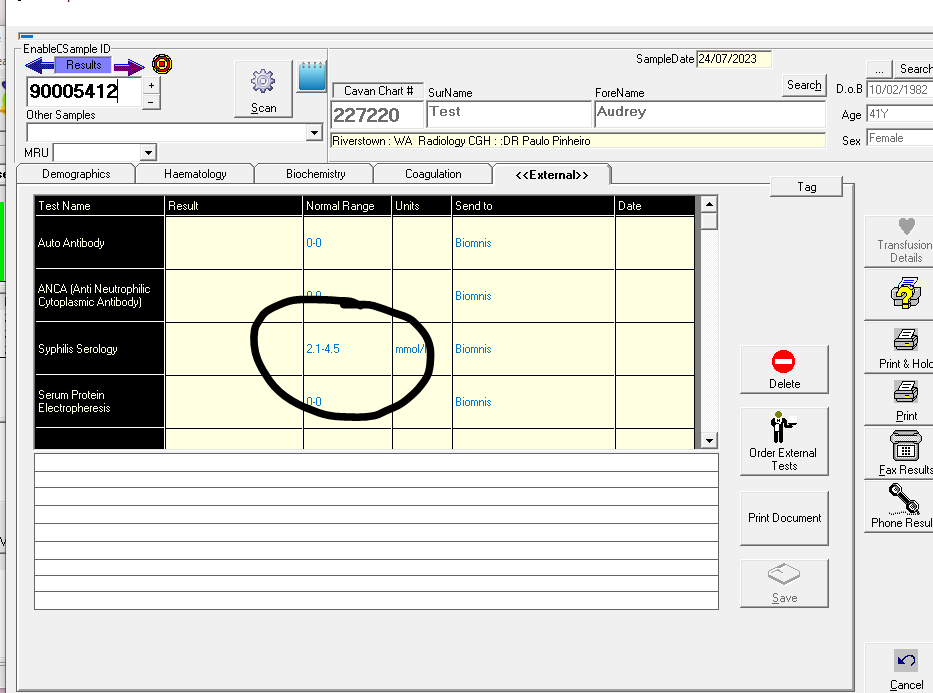 EnableCSample ID
Results
90005412
+
-
Scan
Other Samples
MRU
SampleDate 24/07/2023
Cavan Chart # SurName ForeName
Search
227220 Test Audrey
Riverstown : WA Radiology CGH : :DR Paulo Pinheiro
... Search
D.o.B 10/02/1982
Age 41Y
Sex Female
Demographics Haematology Biochemistry Coagulation <<External>>
Tag
Test Name Result Normal Range Units Send to Date
Auto Antibody 0-0 Biomnis
ANCA (Anti Neutrophilic
Cytoplasmic Antibody) 0-0 Biomnis
Syphilis Serology 2.1-4.5 mmol/ Biomnis
Serum Protein
Electropheresis 0-0 Biomnis
Delete
Order External
Tests
Print Document
Save
Transfusion
Details
Print & Hold
Print
Fax Results
Phone Resul
Cancel